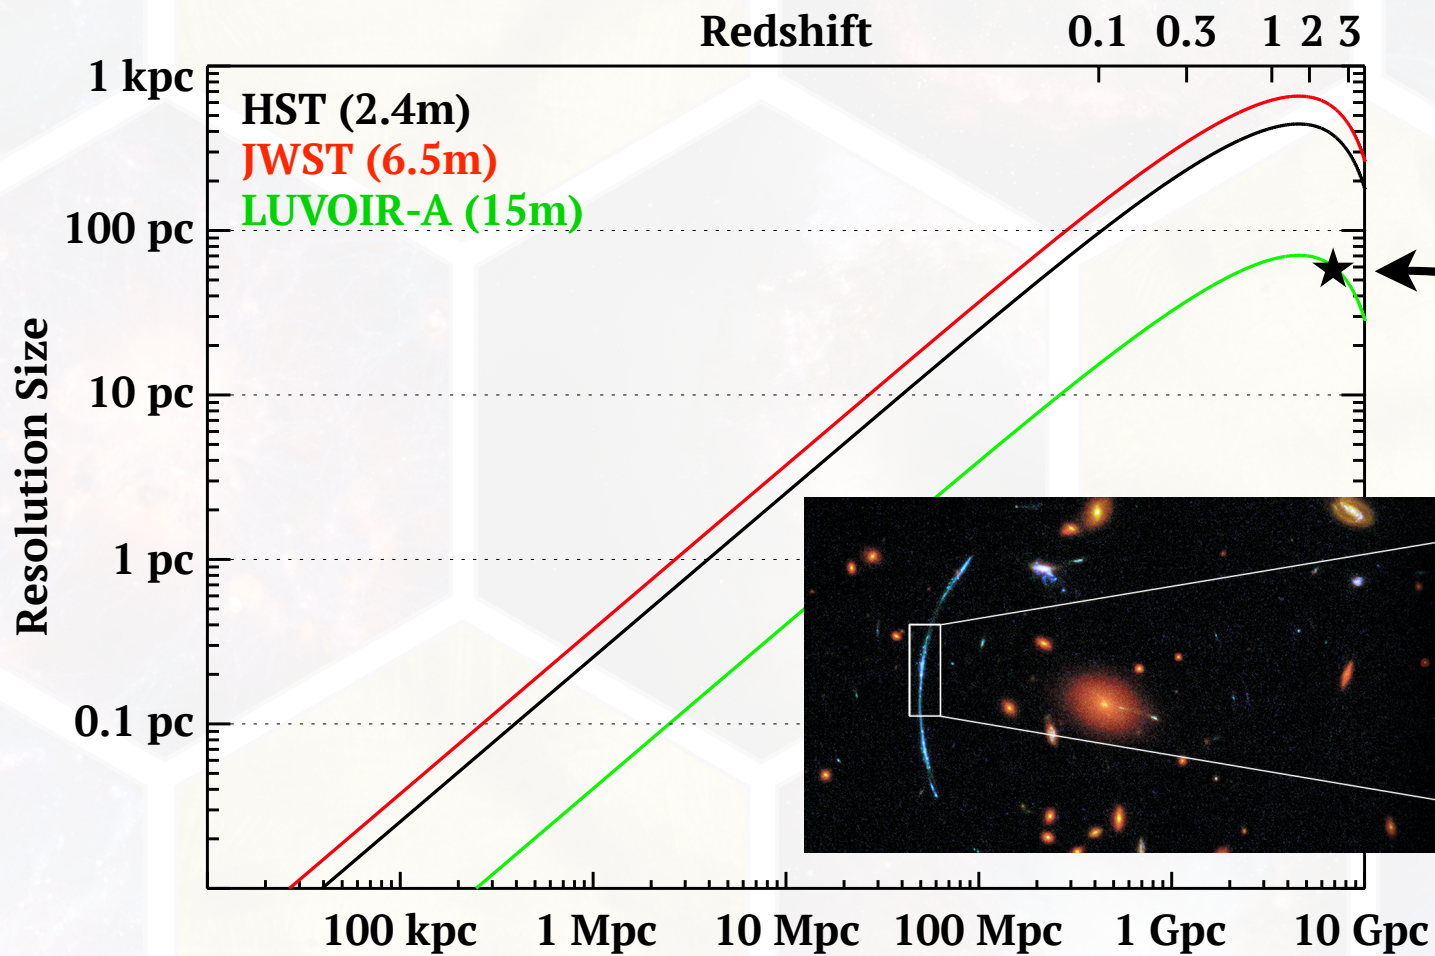 Redshift 0.1 0.3 1 2 3
1 kpc
HST (2.4m)
JWST (6.5m)
LUVOIR-A (15m)
100 pc
10 pc
1 pc
0.1 pc
Resolution Size
100 kpc 1 Mpc 10 Mpc 100 Mpc 1 Gpc 10 Gpc